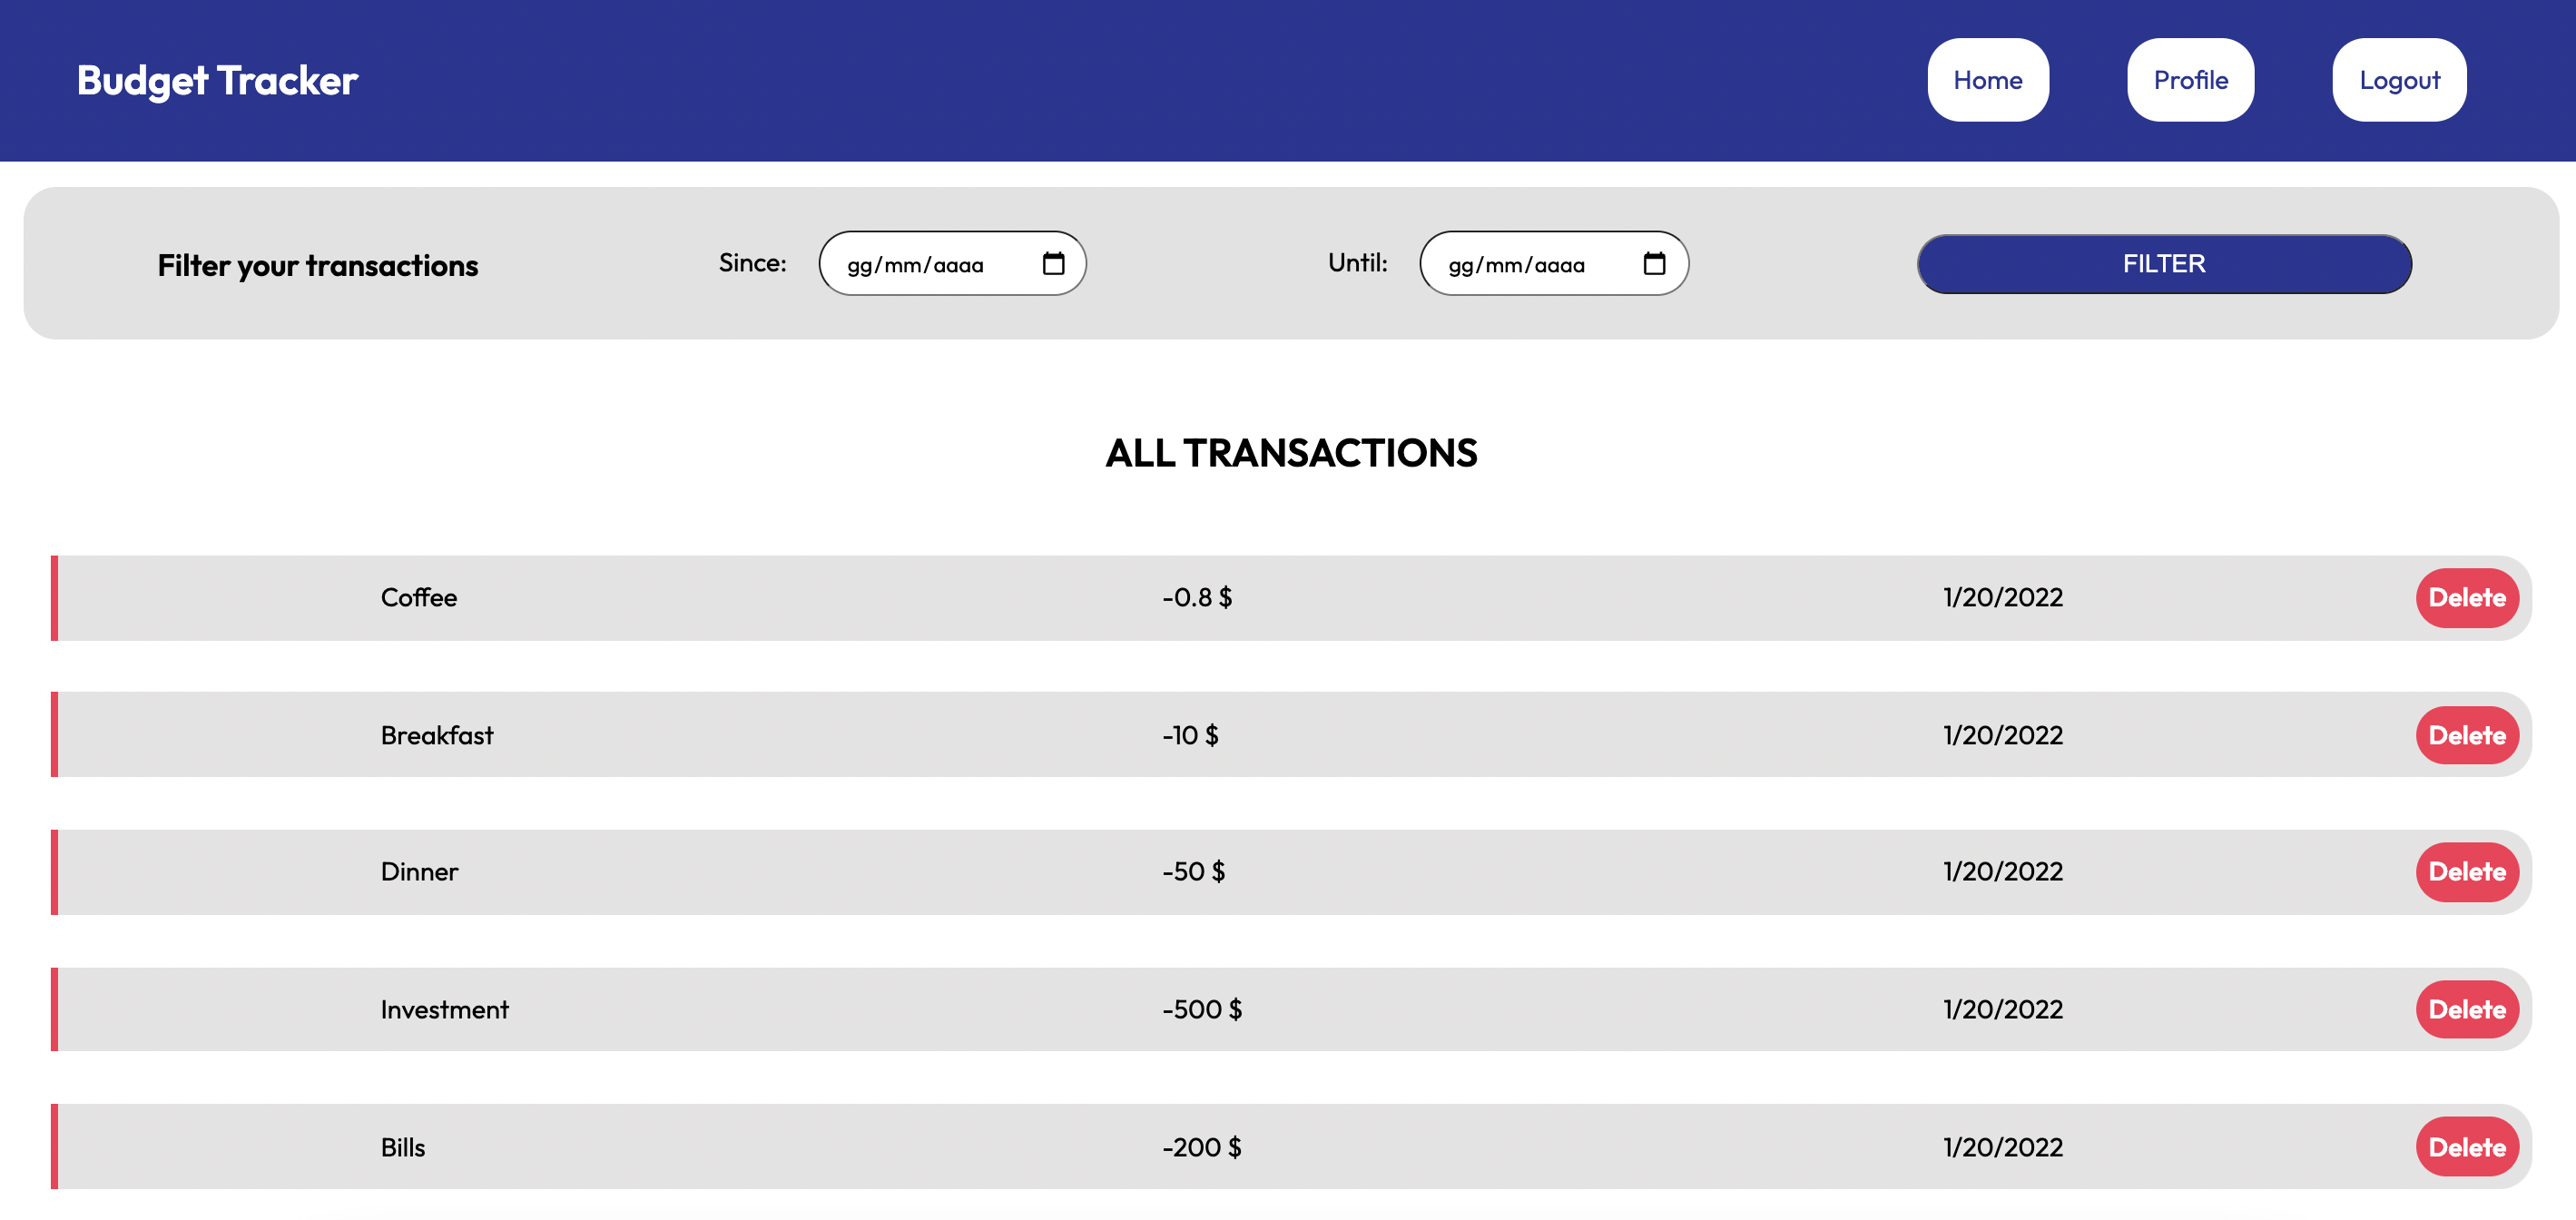 Budget Tracker Home Profile Logout
Filter your transactions Since: gg/mm/aaaa Until: gg/mm/aaaa FILTER
ALL TRANSACTIONS
Coffee -0.8 $ 1/20/2022 Delete
Breakfast -10 $ 1/20/2022 Delete
Dinner -50 $ 1/20/2022 Delete
Investment -500 $ 1/20/2022 Delete
Bills -200 $ 1/20/2022 Delete